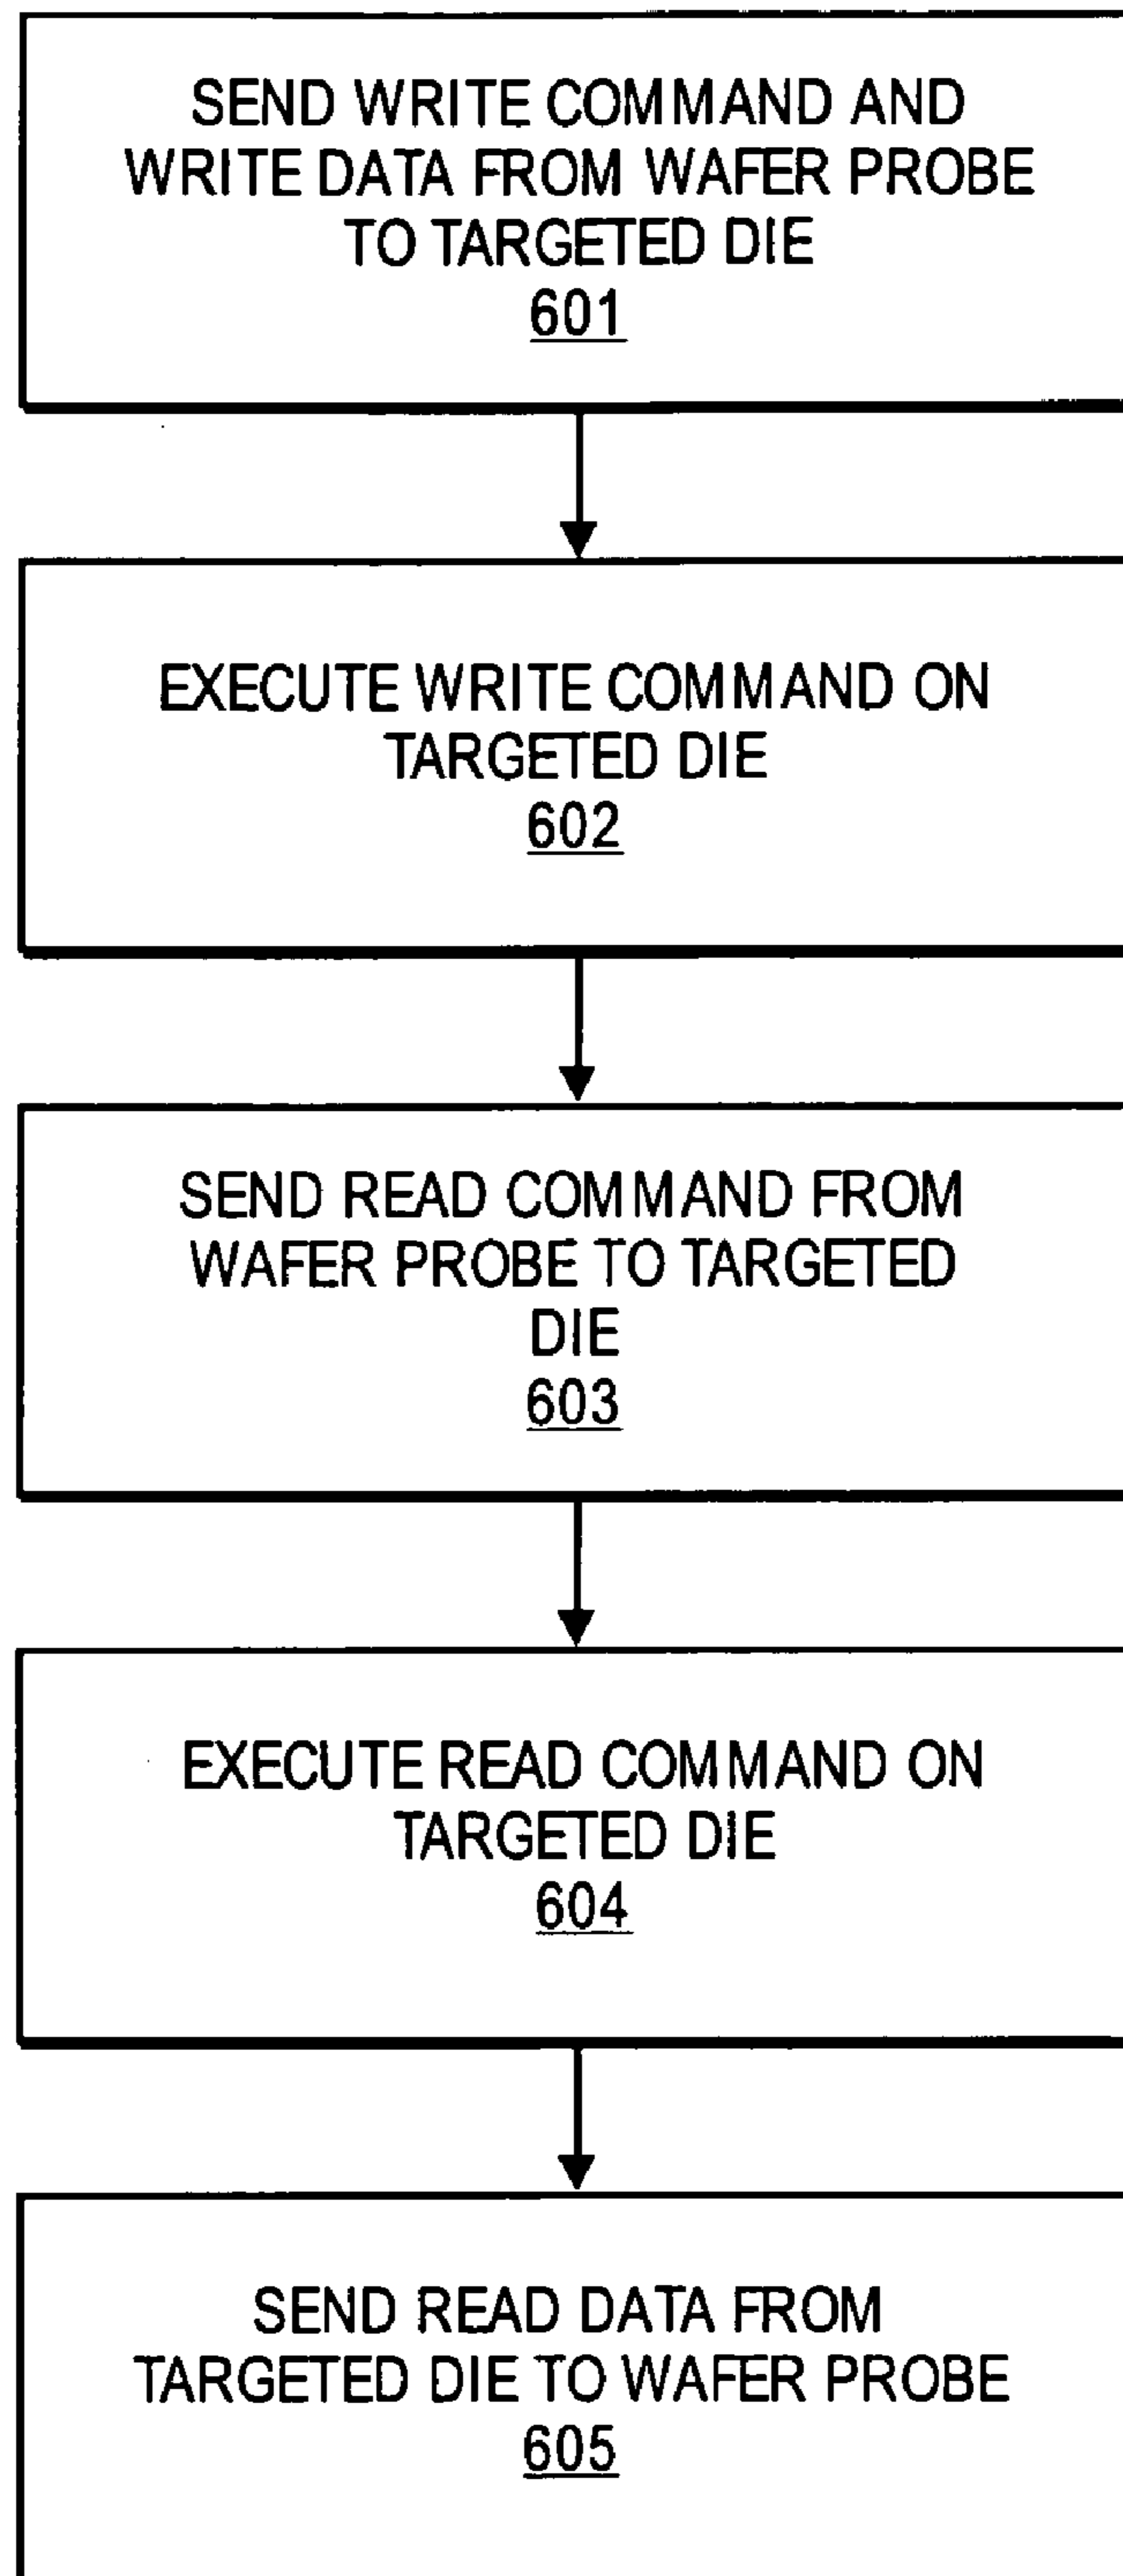 SEND WRITE COMMAND AND
WRITE DATA FROM WAFER PROBE
TO TARGETED DIE
601
EXECUTE WRITE COMMAND ON
TARGETED DIE
602
SEND READ COMMAND FROM
WAFER PROBE TO TARGETED
DIE
603
EXECUTE READ COMMAND ON
TARGETED DIE
604
SEND READ DATA FROM
TARGETED DIE TO WAFER PROBE
605